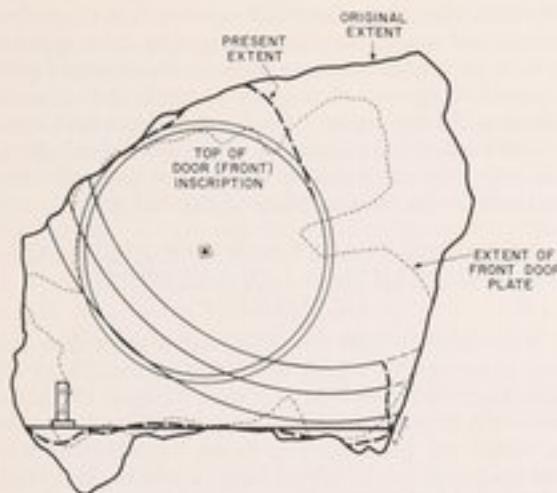 ORIGINAL
EXTENT
PRESENT
EXTENT
TOP OF
DOOR (FRONT)
INSCRIPTION
EXTENT OF
FRONT DOOR
PLATE